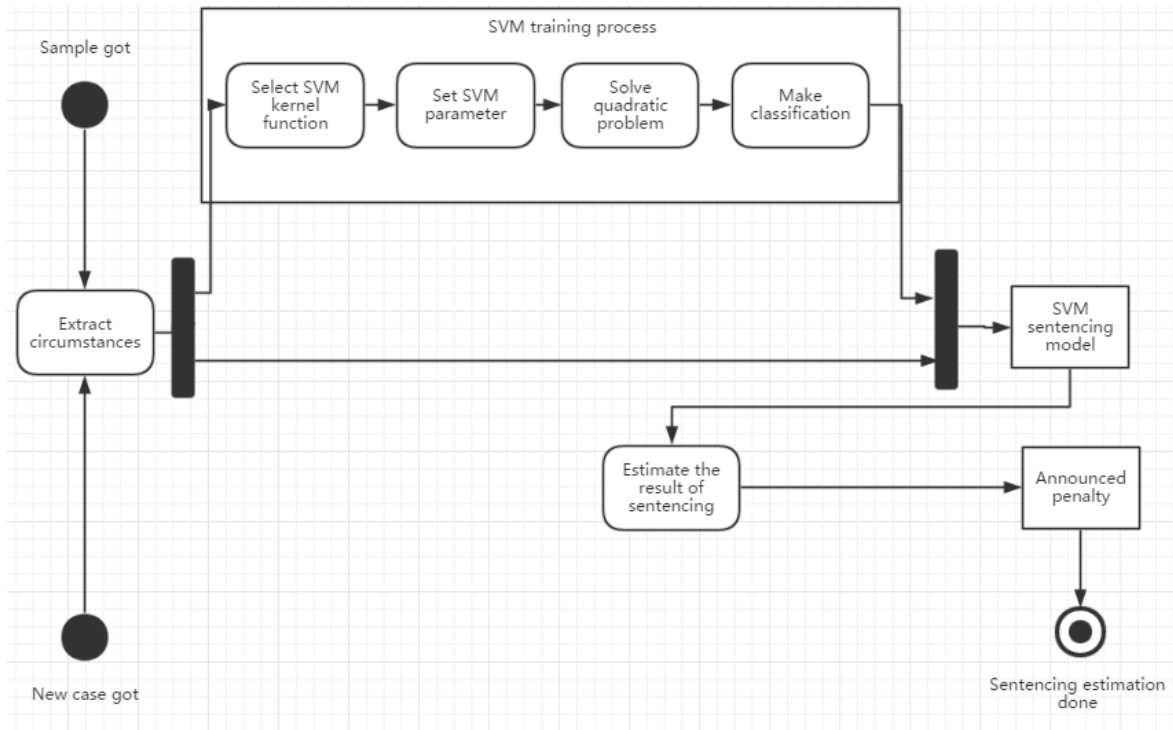 SVM training process
Sample got
Select SVM
kernel
function
Set SVM
parameter
Solve
quadratic
problem
Make
classification
Extract
circumstances
SVM
sentencing
model
Estimate the
result of
sentencing
Announced
penalty
New case got
Sentencing estimation
done